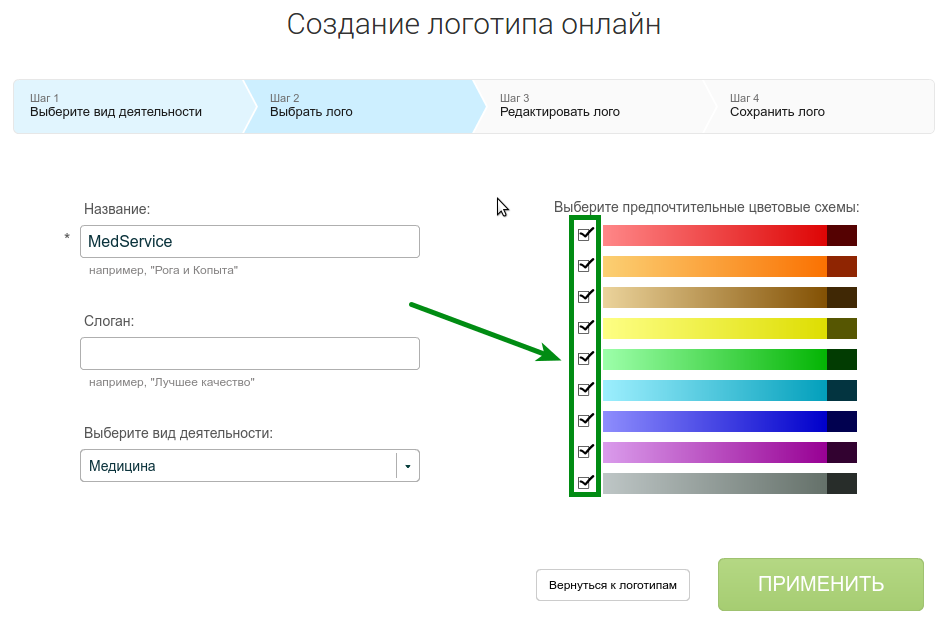 Создание логотипа онлайн
Шаг 1
Выберите вид деятельности
Шаг 2
Выбрать лого
Шаг 3
Редактировать лого
Шаг 4
Сохранить лого
Название:
* MedService
например, "Рога и Копыта"
Слоган:
например, "Лучшее качество"
Выберите вид деятельности:
Медицина
Выберите предпочтительные цветовые схемы:
Вернуться к логотипам
ПРИМЕНИТЬ